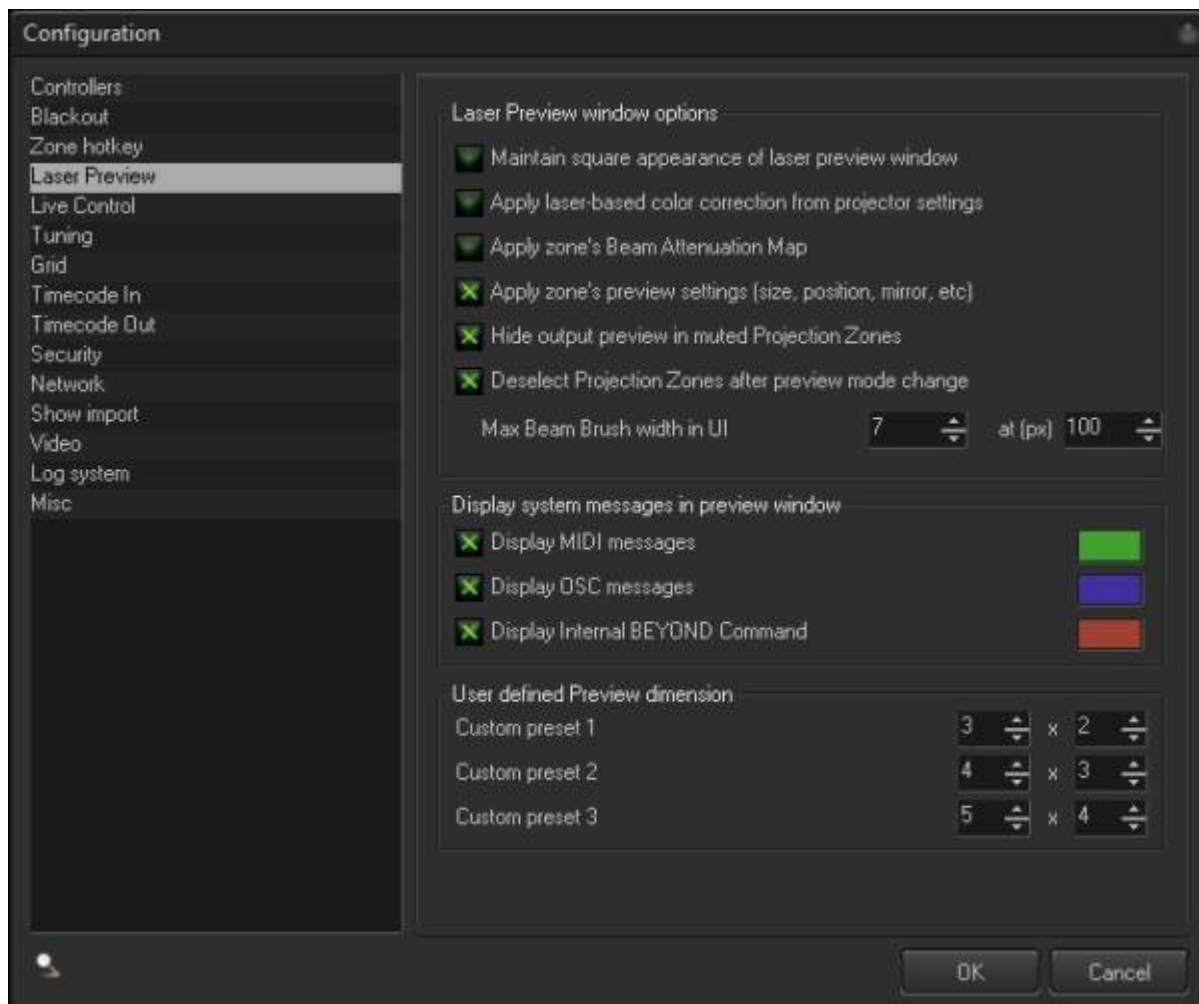 Configuration
Controllers
Blackout
Zone hotkey
Laser Preview
Live Control
Tuning
Grid
Timecode In
Timecode Out
Security
Network
Show import
Video
Log system
Misc
Laser Preview window options
Maintain square appearance of laser preview window
Apply laser-based color correction from projector settings
Apply zone's Beam Attenuation Map
Apply zone's preview settings (size, position, mirror, etc)
Hide output preview in muted Projection Zones
Deselect Projection Zones after preview mode change
Max Beam Brush width in UI 7 at (px) 100
Display system messages in preview window
Display MIDI messages
Display OSC messages
Display Internal BEYOND Command
User defined Preview dimension
Custom preset 1 3 x 2
Custom preset 2 4 x 3
Custom preset 3 5 x 4
OK Cancel